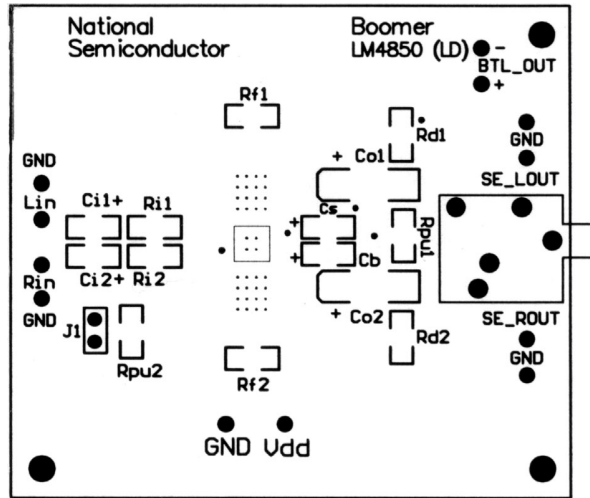 National
Semiconductor
Boomer
LM4850 (LD)
-
BTL_OUT
+
Rf1
Rd1
GND
GND
Co1
+
SE_LOUT
Lin
Ci1+
Ri1
Cs
+
Rpu1
Rin
Ci2+
Ri2
+
Cb
GND
J1
+
Co2
SE_ROUT
Rpu2
Rf2
Rd2
GND
GND
Vdd